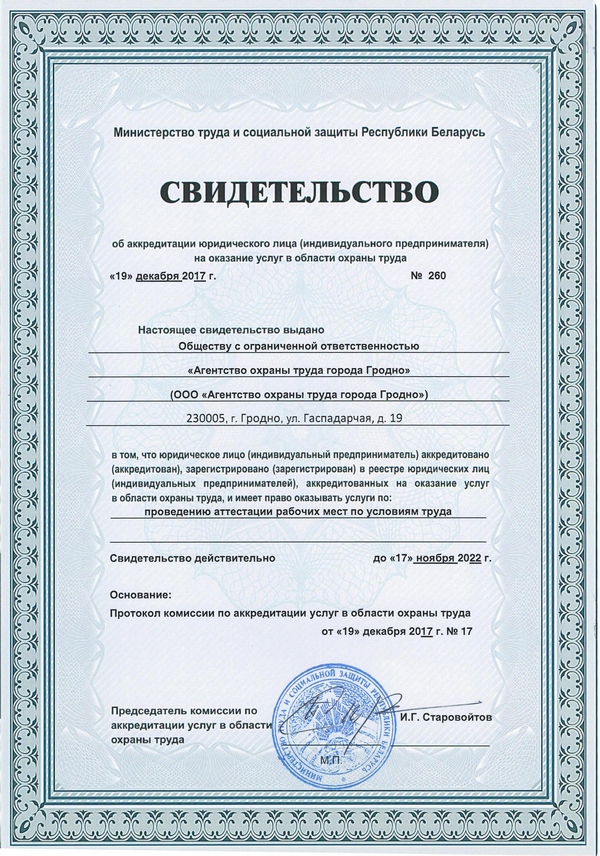 Министерство труда и социальной защиты Республики Беларусь
СВИДЕТЕЛЬСТВО
об аккредитации юридического лица (индивидуального предпринимателя)
на оказание услуг в области охраны труда
«19» декабря 2017 г. № 260
Настоящее свидетельство выдано
Обществу с ограниченной ответственностью
«Агентство охраны труда города Гродно»
(ООО «Агентство охраны труда города Гродно»)
230005, г. Гродно, ул. Гаспадарчая, д. 19
в том, что юридическое лицо (индивидуальный предприниматель) аккредитовано
(аккредитован), зарегистрировано (зарегистрирован) в реестре юридических лиц
(индивидуальных предпринимателей), аккредитованных на оказание услуг
в области охраны труда, и имеет право оказывать услуги по:
проведению аттестации рабочих мест по условиям труда
Свидетельство действительно до «17» ноября 2022 г.
Основание:
Протокол комиссии по аккредитации услуг в области охраны труда
от «19» декабря 2017 г. № 17
Председатель комиссии по
аккредитации услуг в области
охраны труда
И.Г. Старовойтов
М.П.
МИНИСТЕРСТВО ТРУДА И СОЦИАЛЬНОЙ ЗАЩИТЫ РЕСПУБЛИКИ БЕЛАРУСЬ